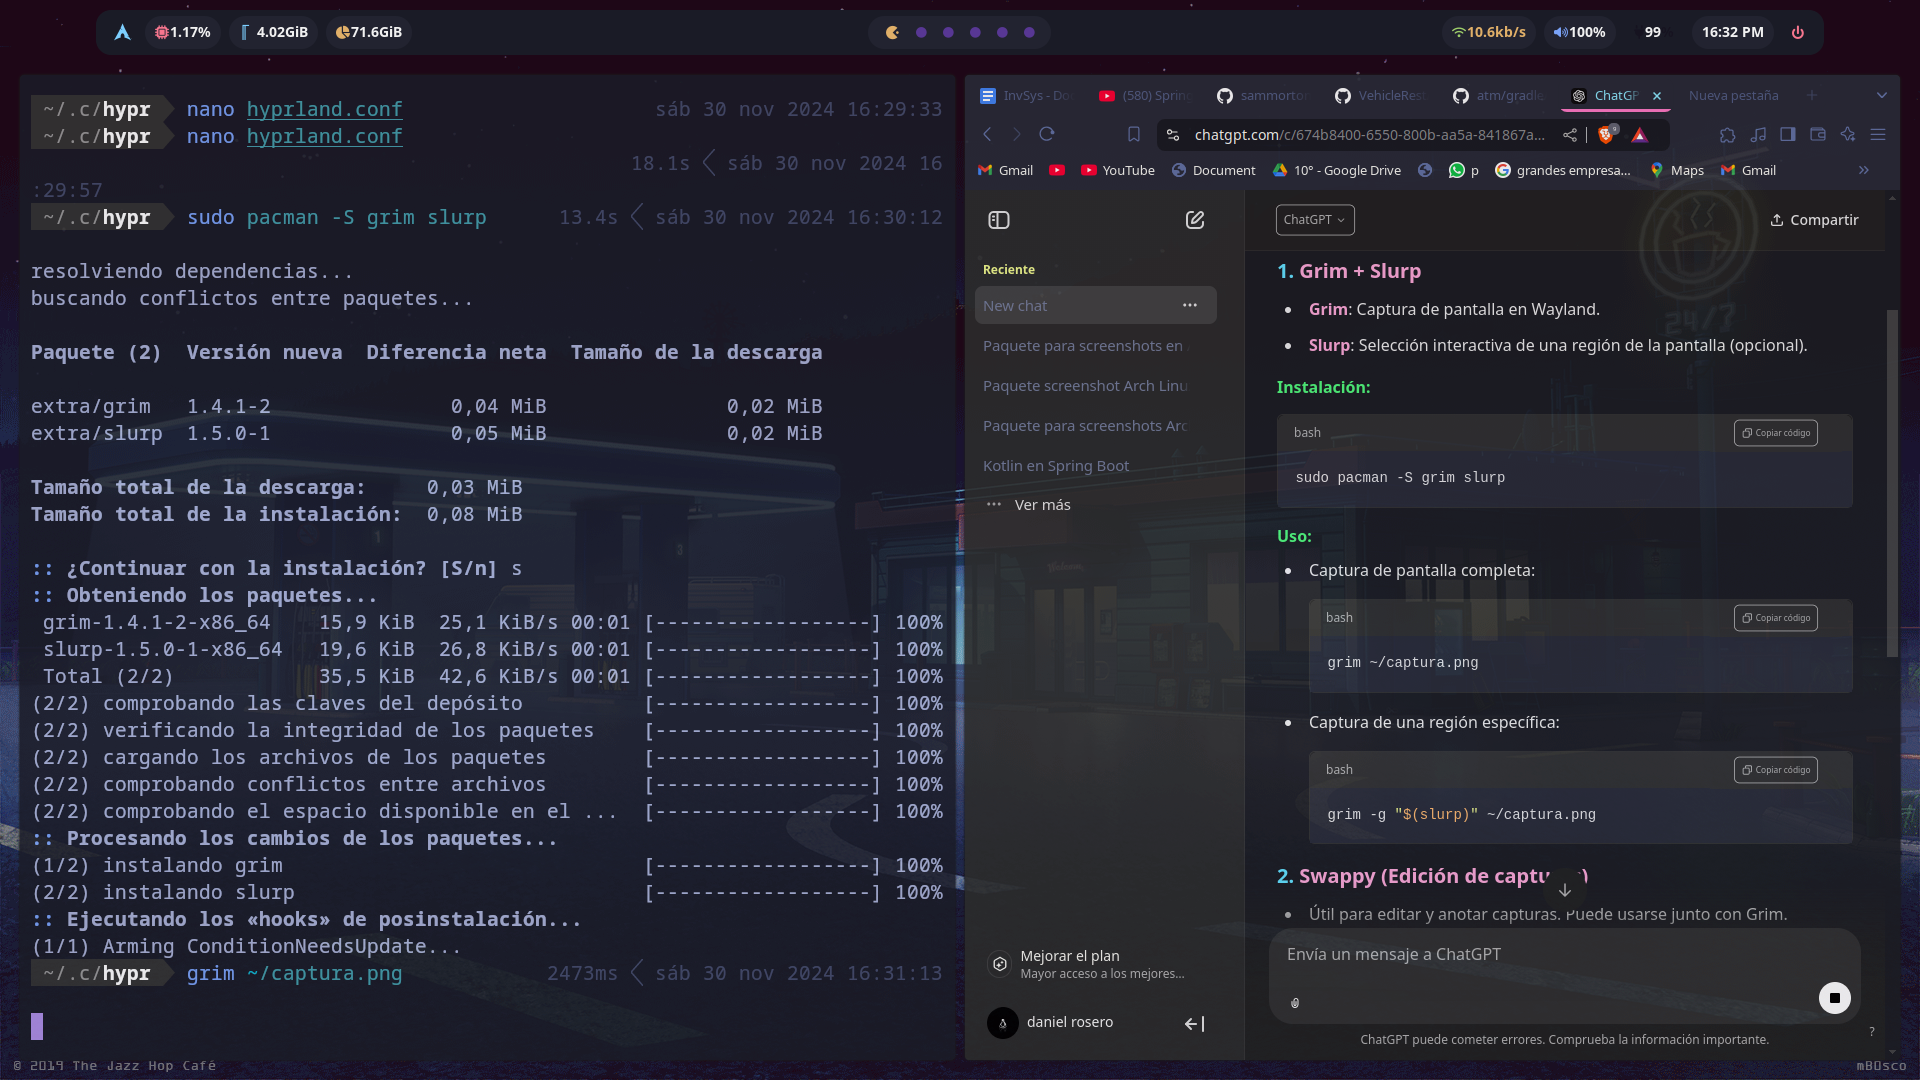 1.17%
4.02GiB
71.6GiB
10.6kb/s
100%
99
16:32 PM
~/.c/hypr nano hyprland.conf sáb 30 nov 2024 16:29:33
~/.c/hypr nano hyprland.conf
18.1s sáb 30 nov 2024 16
:29:57
~/.c/hypr sudo pacman -S grim slurp 13.4s sáb 30 nov 2024 16:30:12
resolviendo dependencias...
buscando conflictos entre paquetes...
Paquete (2) Versión nueva Diferencia neta Tamaño de la descarga
extra/grim 1.4.1-2 0,04 MiB 0,02 MiB
extra/slurp 1.5.0-1 0,05 MiB 0,02 MiB
Tamaño total de la descarga: 0,03 MiB
Tamaño total de la instalación: 0,08 MiB
:: ¿Continuar con la instalación? [S/n] s
:: Obteniendo los paquetes...
grim-1.4.1-2-x86_64 15,9 KiB 25,1 KiB/s 00:01 [------------------] 100%
slurp-1.5.0-1-x86_64 19,6 KiB 26,8 KiB/s 00:01 [------------------] 100%
Total (2/2) 35,5 KiB 42,6 KiB/s 00:01 [------------------] 100%
(2/2) comprobando las claves del depósito [------------------] 100%
(2/2) verificando la integridad de los paquetes [------------------] 100%
(2/2) cargando los archivos de los paquetes [------------------] 100%
(2/2) comprobando conflictos entre archivos [------------------] 100%
(2/2) comprobando el espacio disponible en el ... [------------------] 100%
:: Procesando los cambios de los paquetes...
(1/2) instalando grim [------------------] 100%
(2/2) instalando slurp [------------------] 100%
:: Ejecutando los «hooks» de posinstalación...
(1/1) Arming ConditionNeedsUpdate...
~/.c/hypr grim ~/captura.png 2473ms sáb 30 nov 2024 16:31:13
© 2019 The Jazz Hop Café
InvSys - Do
(580) Sprin
sammorton
VehicleRest
atm/gradle
ChatGP
Nueva pestaña
chatgpt.com/c/674b8400-6550-800b-aa5a-841867a...
9
Gmail
YouTube
Document
10° - Google Drive
p
grandes empresa...
Maps
Gmail
Reciente
New chat
Paquete para screenshots en
Paquete screenshot Arch Linu
Paquete para screenshots Arc
Kotlin en Spring Boot
Ver más
Mejorar el plan
Mayor acceso a los mejores...
daniel rosero
ChatGPT
Compartir
24/7
1. Grim + Slurp
Grim: Captura de pantalla en Wayland.
Slurp: Selección interactiva de una región de la pantalla (opcional).
Instalación:
bash
Copiar código
sudo pacman -S grim slurp
Uso:
Captura de pantalla completa:
bash
Copiar código
grim ~/captura.png
Captura de una región específica:
bash
Copiar código
grim -g "$(slurp)" ~/captura.png
2. Swappy (Edición de captu )
Útil para editar y anotar capturas. Puede usarse junto con Grim.
Envía un mensaje a ChatGPT
ChatGPT puede cometer errores. Comprueba la información importante.
?